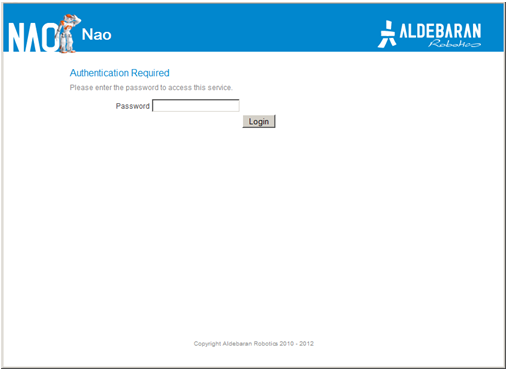 NAO Nao
ALDEBARAN
Robotics
Authentication Required
Please enter the password to access this service.
Password
Login
Copyright Aldebaran Robotics 2010 - 2012